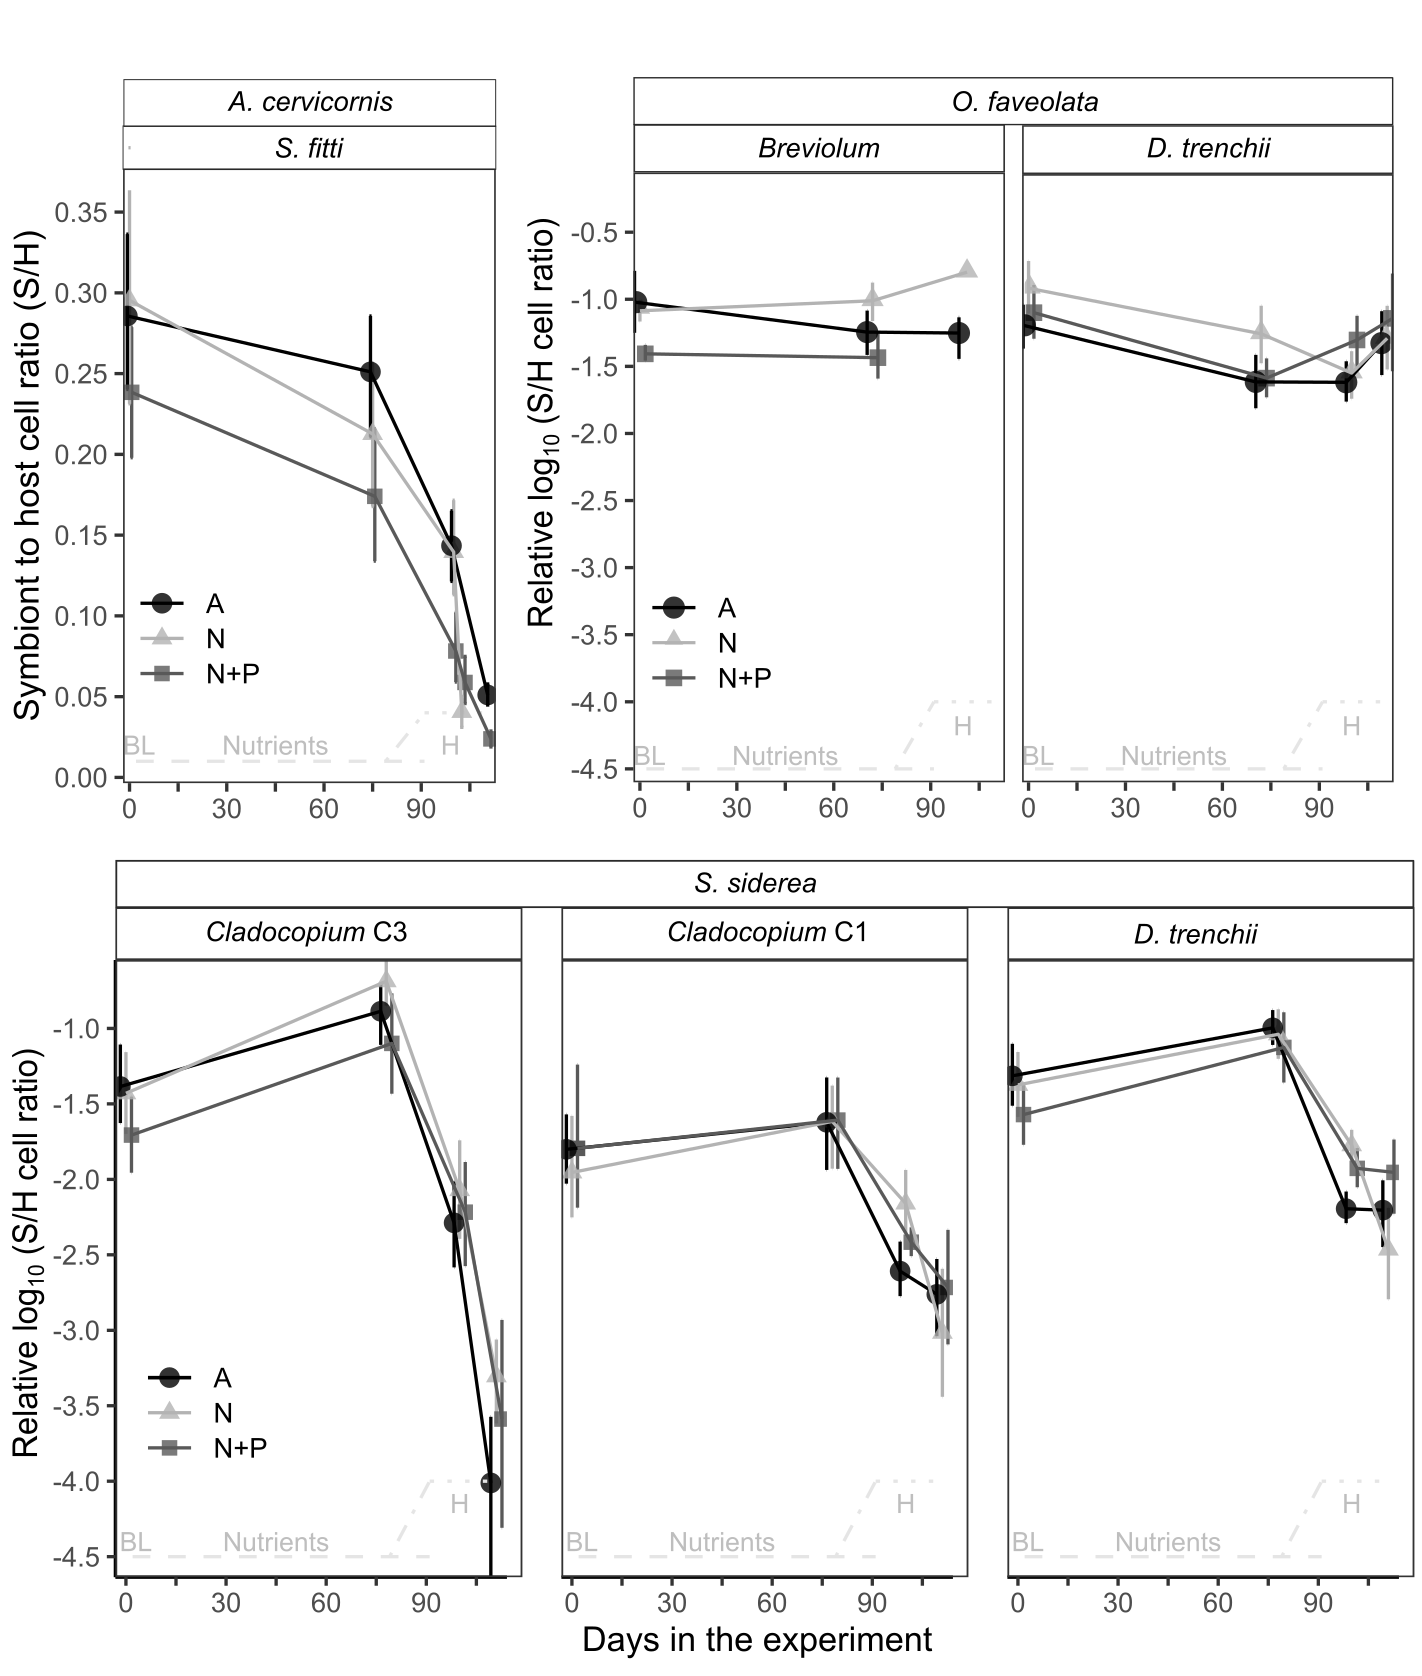 A. cervicornis
S. fitti
Symbiont to host cell ratio (S/H)
0.35
0.30
0.25
0.20
0.15
0.10
0.05
0.00
A
N
N+P
BL
Nutrients
H
0
30
60
90
O. faveolata
Breviolum
D. trenchii
Relative log10 (S/H cell ratio)
-0.5
-1.0
-1.5
-2.0
-2.5
-3.0
-3.5
-4.0
-4.5
A
N
N+P
BL
Nutrients
H
0
30
60
90
BL
Nutrients
H
0
30
60
90
S. siderea
Cladocopium C3
Cladocopium C1
D. trenchii
Relative log10 (S/H cell ratio)
-1.0
-1.5
-2.0
-2.5
-3.0
-3.5
-4.0
-4.5
A
N
N+P
BL
Nutrients
H
0
30
60
90
BL
Nutrients
H
0
30
60
90
BL
Nutrients
H
0
30
60
90
Days in the experiment